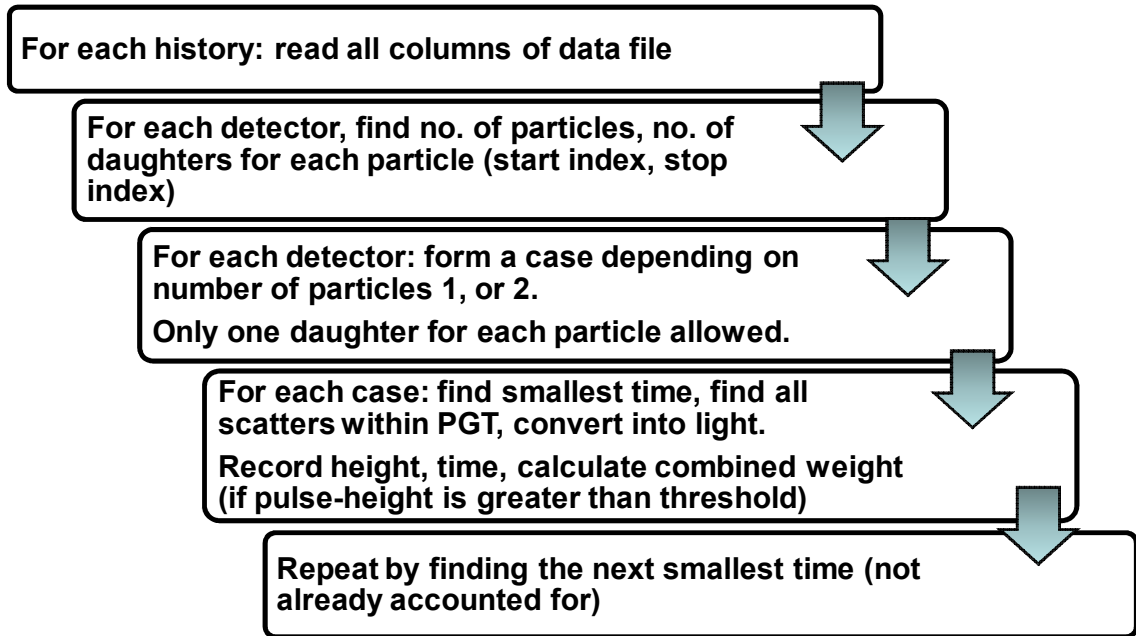 For each history: read all columns of data file
For each detector, find no. of particles, no. of
daughters for each particle (start index, stop
index)
For each detector: form a case depending on
number of particles 1, or 2.
Only one daughter for each particle allowed.
For each case: find smallest time, find all
scatters within PGT, convert into light.
Record height, time, calculate combined weight
(if pulse-height is greater than threshold)
Repeat by finding the next smallest time (not
already accounted for)